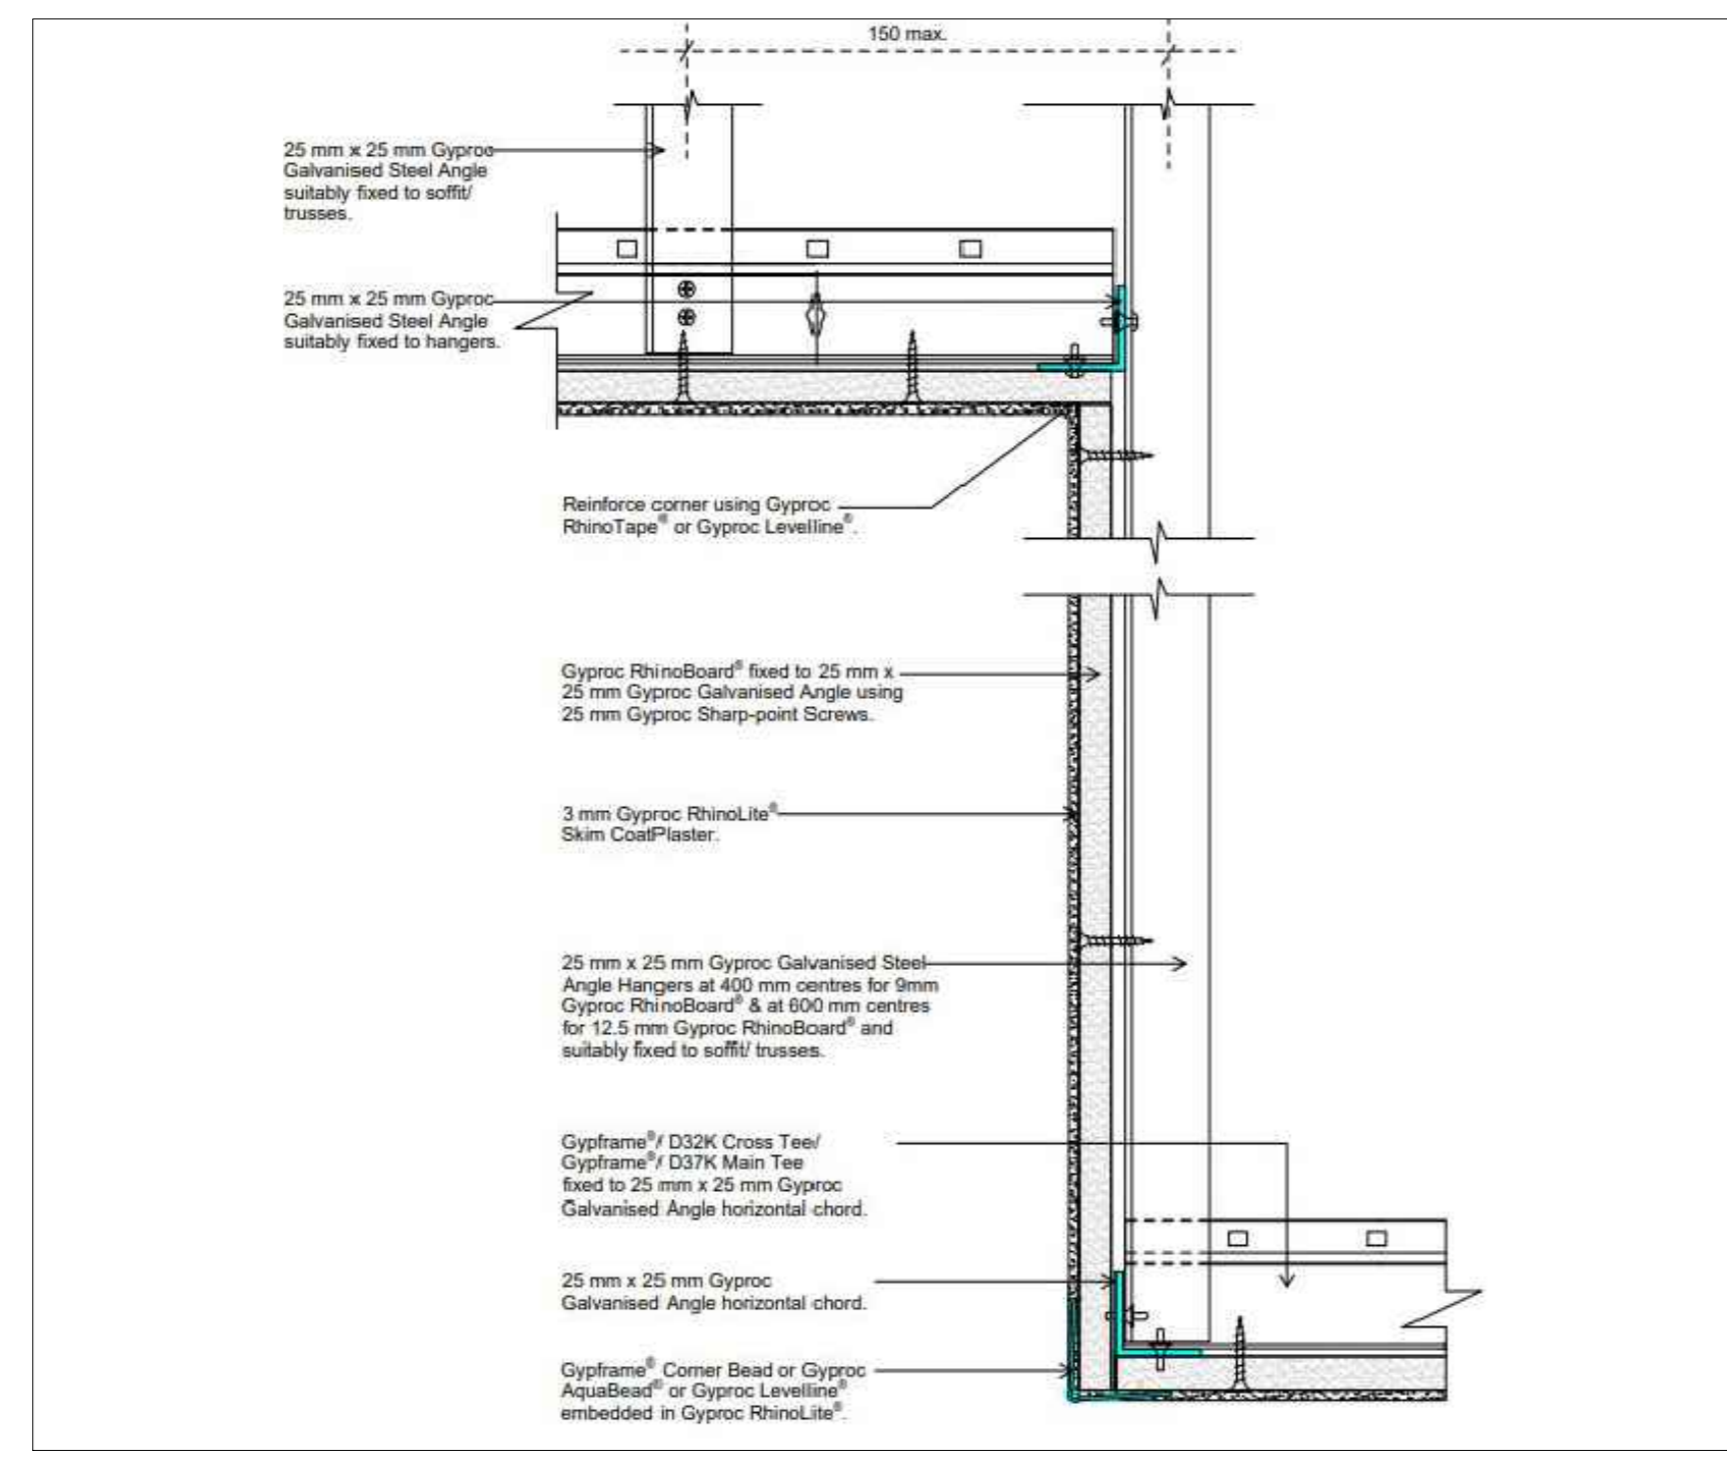 150 max.
25 mm x 25 mm Gyproc
Galvanised Steel Angle
suitably fixed to soffit/
trusses.
25 mm x 25 mm Gyproc
Galvanised Steel Angle
suitably fixed to hangers.
Reinforce corner using Gyproc
RhinoTape® or Gyproc Levelline®.
Gyproc RhinoBoard® fixed to 25 mm x
25 mm Gyproc Galvanised Angle using
25 mm Gyproc Sharp-point Screws.
3 mm Gyproc RhinoLite®
Skim CoatPlaster.
25 mm x 25 mm Gyproc Galvanised Steel
Angle Hangers at 400 mm centres for 9mm
Gyproc RhinoBoard® & at 600 mm centres
for 12.5 mm Gyproc RhinoBoard® and
suitably fixed to soffit/ trusses.
Gypframe®/ D32K Cross Tee/
Gypframe®/ D37K Main Tee
fixed to 25 mm x 25 mm Gyproc
Galvanised Angle horizontal chord.
25 mm x 25 mm Gyproc
Galvanised Angle horizontal chord.
Gypframe® Corner Bead or Gyproc
AquaBead® or Gyproc Levelline®
embedded in Gyproc RhinoLite®.